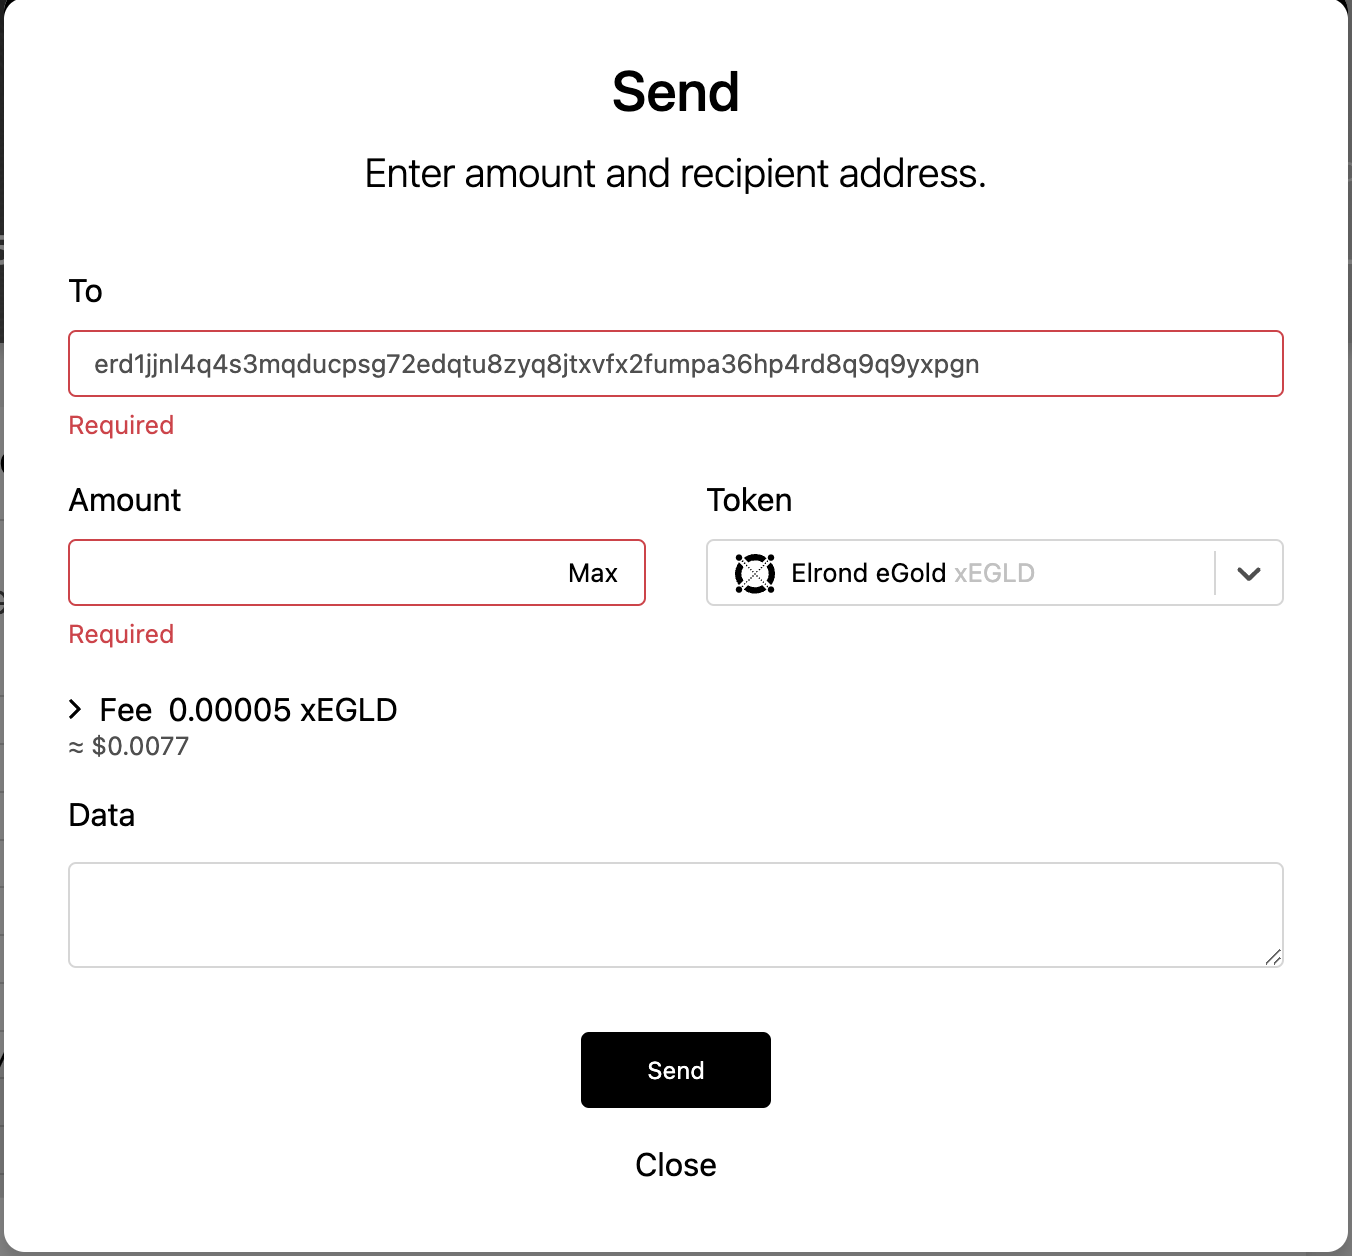 Send
Enter amount and recipient address.
To
erd1jjnl4q4s3mqducpsg72edqtu8zyq8jtxvfx2fumpa36hp4rd8q9q9yxpgn
Required
Amount
Token
Max
Elrond eGold xEGLD
Required
Fee 0.00005 xEGLD
≈ $0.0077
Data
Send
Close